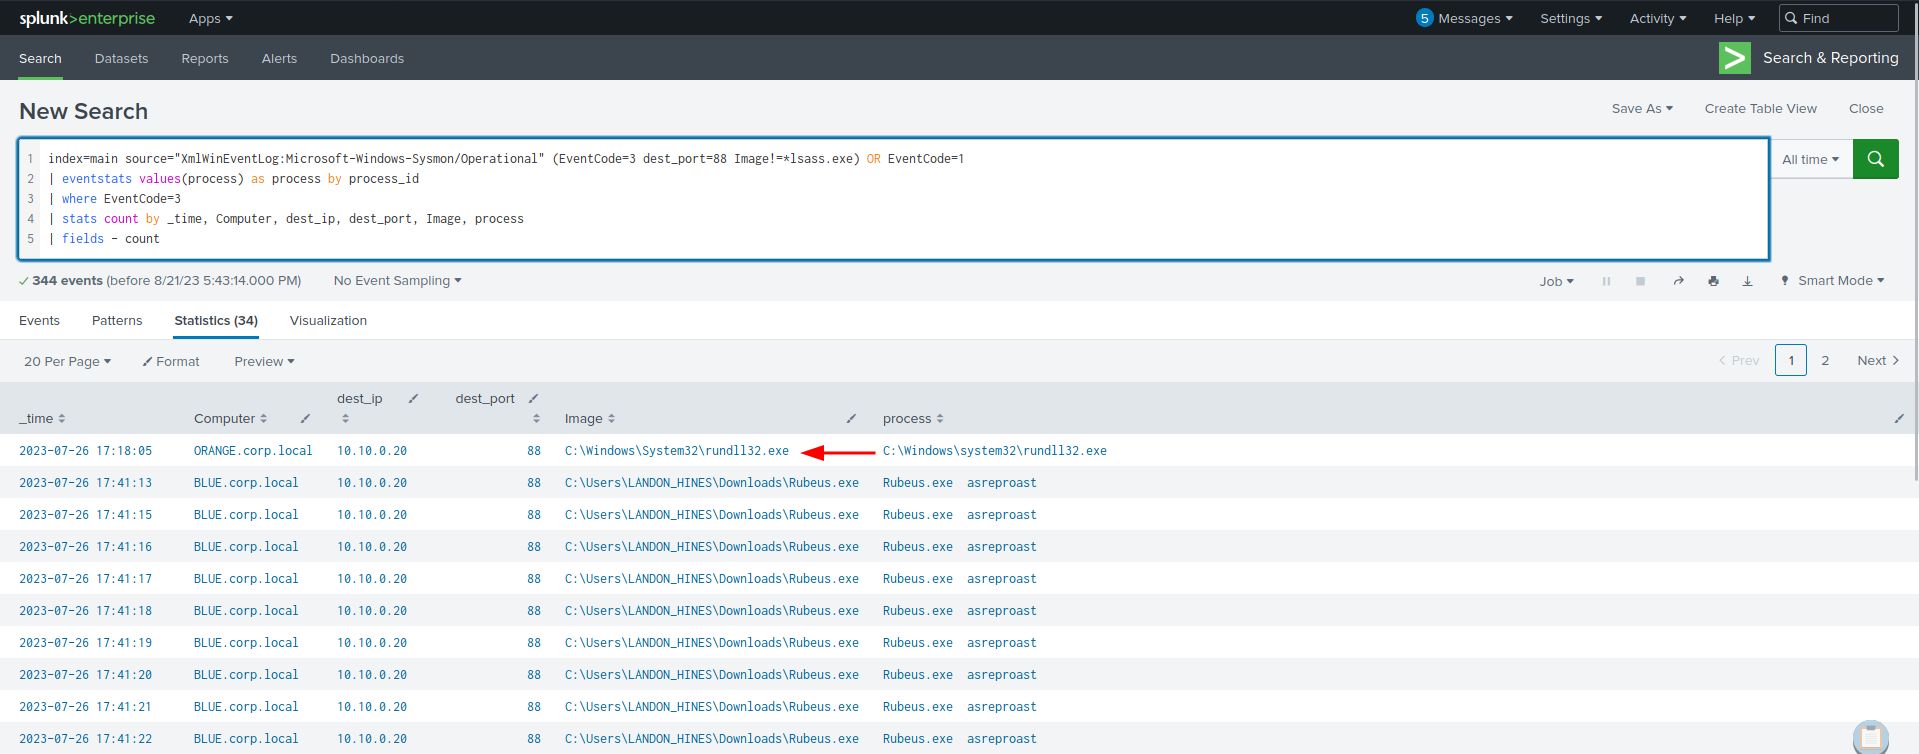 splunk>enterprise Apps 5 Messages Settings Activity Help Find
Search Datasets Reports Alerts Dashboards Search & Reporting
New Search Save As Create Table View Close
1 index=main source="XmlWinEventLog:Microsoft-Windows-Sysmon/Operational" (EventCode=3 dest_port=88 Image!=*lsass.exe) OR EventCode=1
2 | eventstats values(process) as process by process_id
3 | where EventCode=3
4 | stats count by _time, Computer, dest_ip, dest_port, Image, process
5 | fields - count
All time
344 events (before 8/21/23 5:43:14.000 PM) No Event Sampling Job Smart Mode
Events Patterns Statistics (34) Visualization
20 Per Page Format Preview Prev 1 2 Next
_time Computer dest_ip dest_port Image process
2023-07-26 17:18:05 ORANGE.corp.local 10.10.0.20 88 C:\Windows\System32\rundll32.exe C:\Windows\system32\rundll32.exe
2023-07-26 17:41:13 BLUE.corp.local 10.10.0.20 88 C:\Users\LANDON_HINES\Downloads\Rubeus.exe Rubeus.exe asreproast
2023-07-26 17:41:15 BLUE.corp.local 10.10.0.20 88 C:\Users\LANDON_HINES\Downloads\Rubeus.exe Rubeus.exe asreproast
2023-07-26 17:41:16 BLUE.corp.local 10.10.0.20 88 C:\Users\LANDON_HINES\Downloads\Rubeus.exe Rubeus.exe asreproast
2023-07-26 17:41:17 BLUE.corp.local 10.10.0.20 88 C:\Users\LANDON_HINES\Downloads\Rubeus.exe Rubeus.exe asreproast
2023-07-26 17:41:18 BLUE.corp.local 10.10.0.20 88 C:\Users\LANDON_HINES\Downloads\Rubeus.exe Rubeus.exe asreproast
2023-07-26 17:41:19 BLUE.corp.local 10.10.0.20 88 C:\Users\LANDON_HINES\Downloads\Rubeus.exe Rubeus.exe asreproast
2023-07-26 17:41:20 BLUE.corp.local 10.10.0.20 88 C:\Users\LANDON_HINES\Downloads\Rubeus.exe Rubeus.exe asreproast
2023-07-26 17:41:21 BLUE.corp.local 10.10.0.20 88 C:\Users\LANDON_HINES\Downloads\Rubeus.exe Rubeus.exe asreproast
2023-07-26 17:41:22 BLUE.corp.local 10.10.0.20 88 C:\Users\LANDON_HINES\Downloads\Rubeus.exe Rubeus.exe asreproast